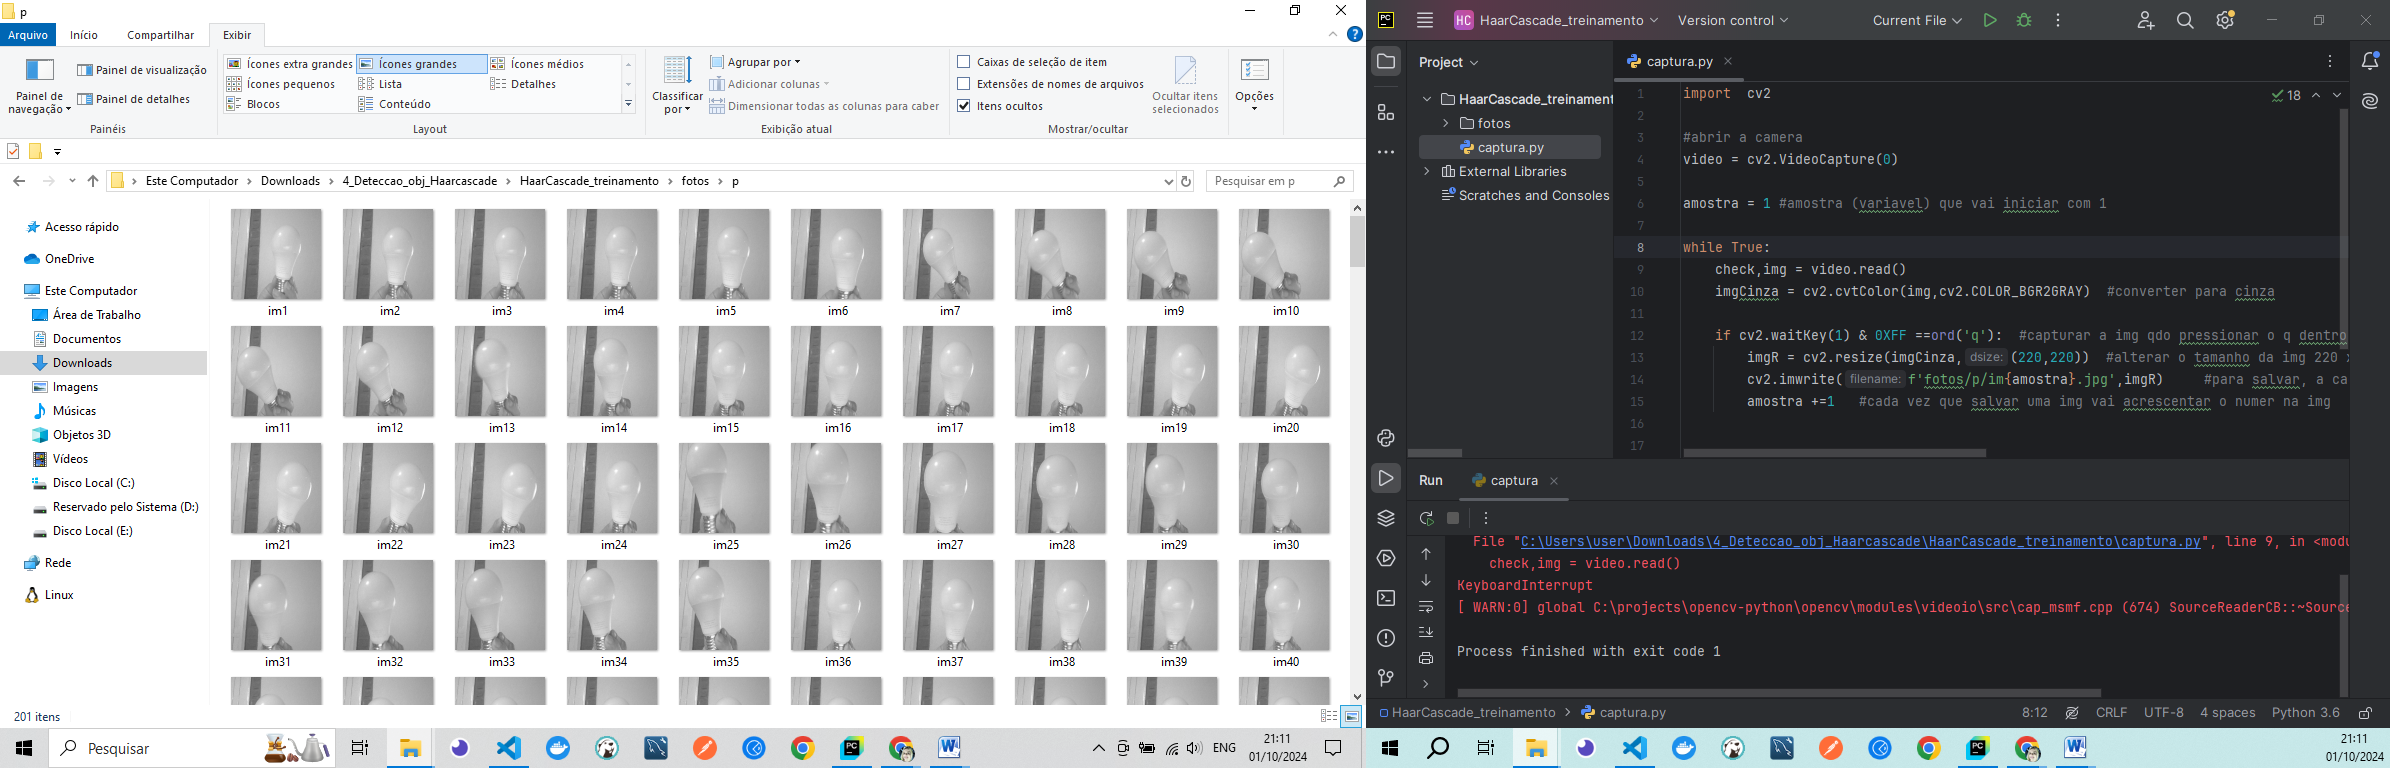 p
Arquivo Início Compartilhar Exibir
Painel de navegação
Painel de visualização
Painel de detalhes
Painéis
Ícones extra grandes Ícones grandes Ícones médios
Ícones pequenos Lista Detalhes
Blocos Conteúdo
Layout
Classificar por
Agrupar por
Adicionar colunas
Dimensionar todas as colunas para caber
Exibição atual
Caixas de seleção de item
Extensões de nomes de arquivos
Itens ocultos
Ocultar itens selecionados
Mostrar/ocultar
Opções
Este Computador > Downloads > 4_Deteccao_obj_Haarcascade > HaarCascade_treinamento > fotos > p
Pesquisar em p
Acesso rápido
OneDrive
Este Computador
Área de Trabalho
Documentos
Downloads
Imagens
Músicas
Objetos 3D
Vídeos
Disco Local (C:)
Reservado pelo Sistema (D:)
Disco Local (E:)
Rede
Linux
im1 im2 im3 im4 im5 im6 im7 im8 im9 im10
im11 im12 im13 im14 im15 im16 im17 im18 im19 im20
im21 im22 im23 im24 im25 im26 im27 im28 im29 im30
im31 im32 im33 im34 im35 im36 im37 im38 im39 im40
201 itens
Pesquisar
ENG
21:11
01/10/2024
PC HC HaarCascade_treinamento Version control Current File
Project
HaarCascade_treinament
fotos
captura.py
External Libraries
Scratches and Consoles
captura.py
18
1 import cv2
2
3 #abrir a camera
4 video = cv2.VideoCapture(0)
5
6 amostra = 1 #amostra (variavel) que vai iniciar com 1
7
8 while True:
9 check,img = video.read()
10 imgCinza = cv2.cvtColor(img,cv2.COLOR_BGR2GRAY) #converter para cinza
11
12 if cv2.waitKey(1) & 0XFF ==ord('q'): #capturar a img qdo pressionar o q dentro
13 imgR = cv2.resize(imgCinza, dsize: (220,220)) #alterar o tamanho da img 220 x
14 cv2.imwrite( filename: f'fotos/p/im{amostra}.jpg',imgR) #para salvar, a ca
15 amostra +=1 #cada vez que salvar uma img vai acrescentar o numer na img
16
17
Run captura
File "C:\Users\user\Downloads\4_Deteccao_obj_Haarcascade\HaarCascade_treinamento\captura.py", line 9, in <modu
check,img = video.read()
KeyboardInterrupt
[ WARN:0] global C:\projects\opencv-python\opencv\modules\videoio\src\cap_msmf.cpp (674) SourceReaderCB::~Source
Process finished with exit code 1
HaarCascade_treinamento > captura.py
8:12 CRLF UTF-8 4 spaces Python 3.6
21:11
01/10/2024